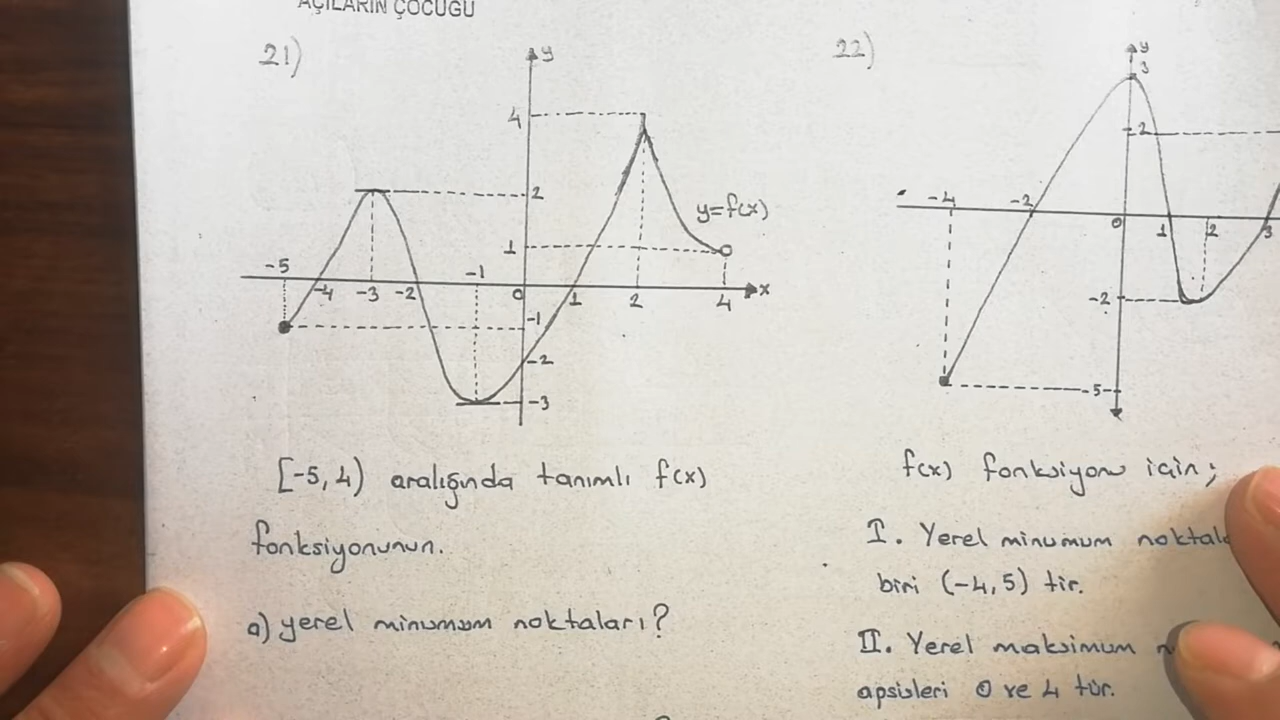 AÇILARIN ÇOCUĞU
21)
y
4
2
y=f(x)
1
-5
-1
-4
-3
-2
0
1
2
4
x
-1
-2
-3
[-5, 4) aralığında tanımlı f(x)
fonksiyonunun.
a) yerel minumum noktaları?
22)
y
3
2
-4
-2
0
1
2
3
-2
-5
f(x) fonksiyonu için;
I. Yerel minumum
biri (-4,5) tir.
II. Yerel maksimum
apsisleri 0 ve 4 tür.